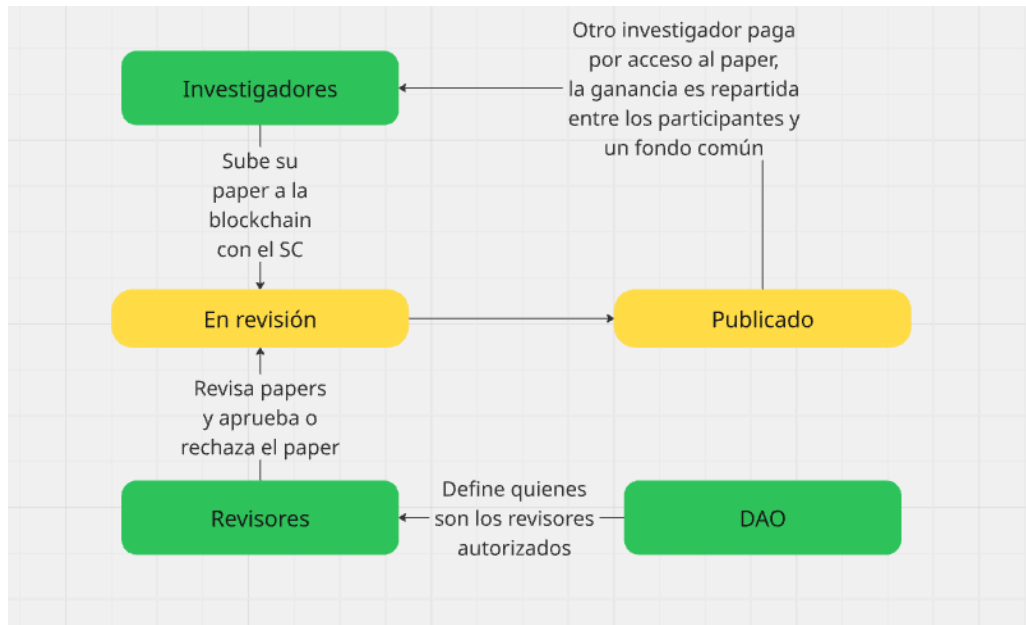 Otro investigador paga
por acceso al paper,
la ganancia es repartida
entre los participantes y
un fondo común
Investigadores
Sube su
paper a la
blockchain
con el SC
En revisión
Publicado
Revisa papers
y aprueba o
rechaza el paper
Revisores
Define quienes
son los revisores
autorizados
DAO